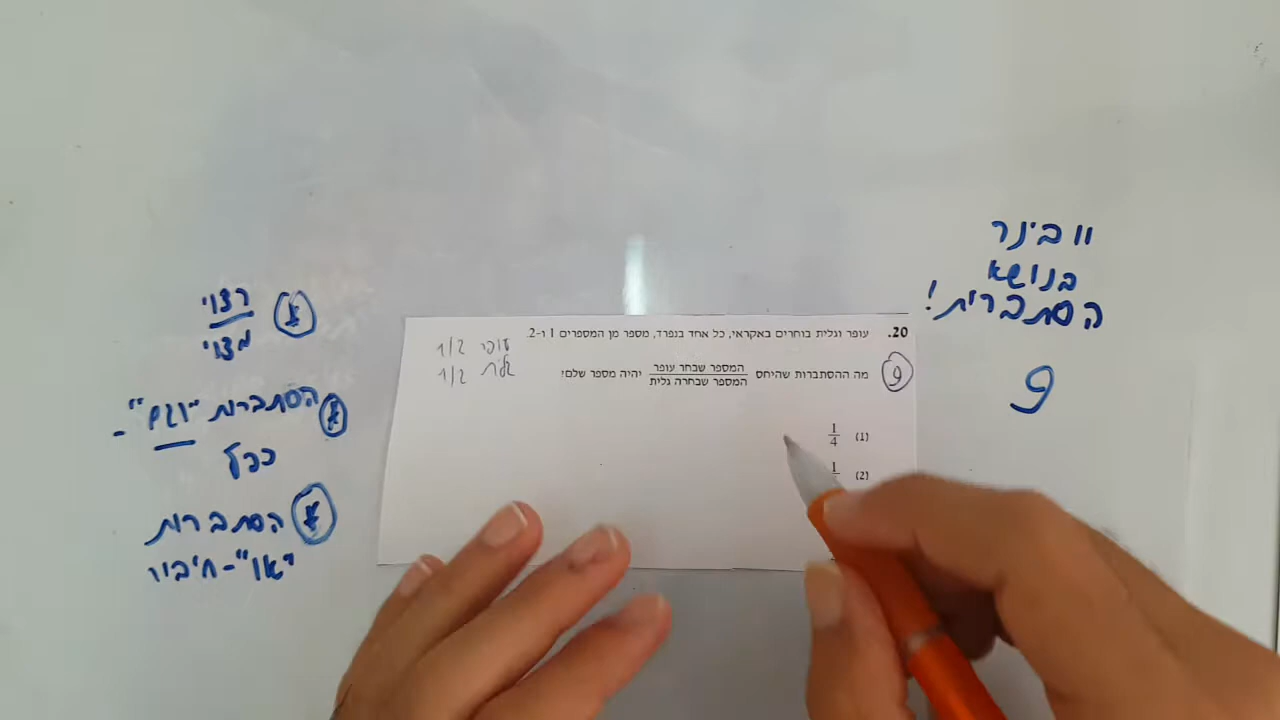 וובינר
בנושא
הסתברות!
9
20. עופר וגלית בוחרים באקראי, כל אחד בנפרד, מספר מן המספרים 1 ו-2.
9
מה ההסתברות שהיחס המספר שבחר עופר / המספר שבחרה גלית יהיה מספר שלם?
(1) 1/4
(2) 1
עופר 1/2
גלית 1/2
רצוי
מצוי
הסתברות "וגם" -
כפל
הסתברות
"או" - חיבור